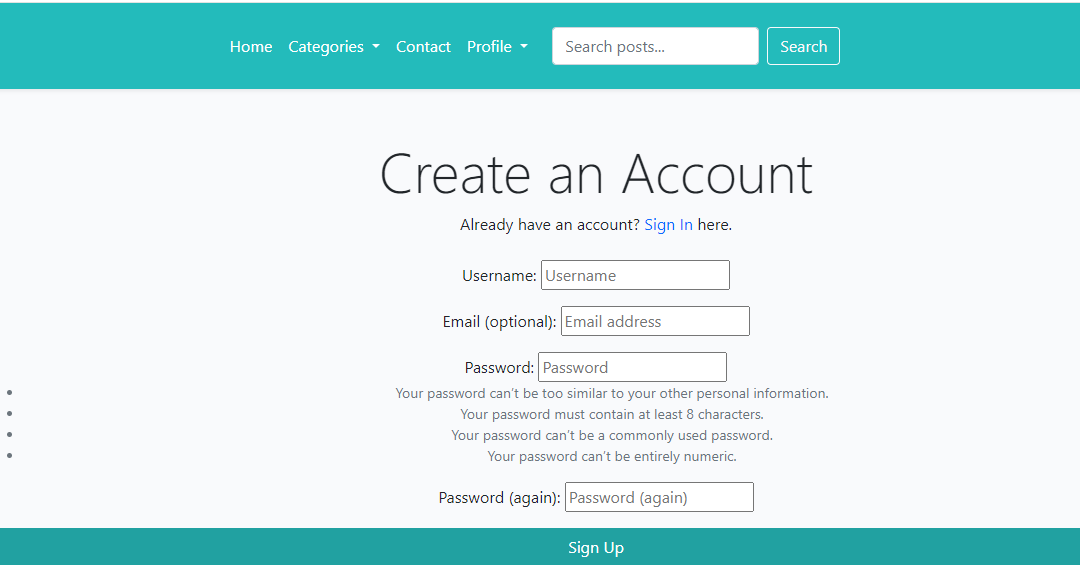 Home Categories Contact Profile Search posts... Search
Create an Account
Already have an account? Sign In here.
Username: Username
Email (optional): Email address
Password: Password
Your password can't be too similar to your other personal information.
Your password must contain at least 8 characters.
Your password can't be a commonly used password.
Your password can't be entirely numeric.
Password (again): Password (again)
Sign Up